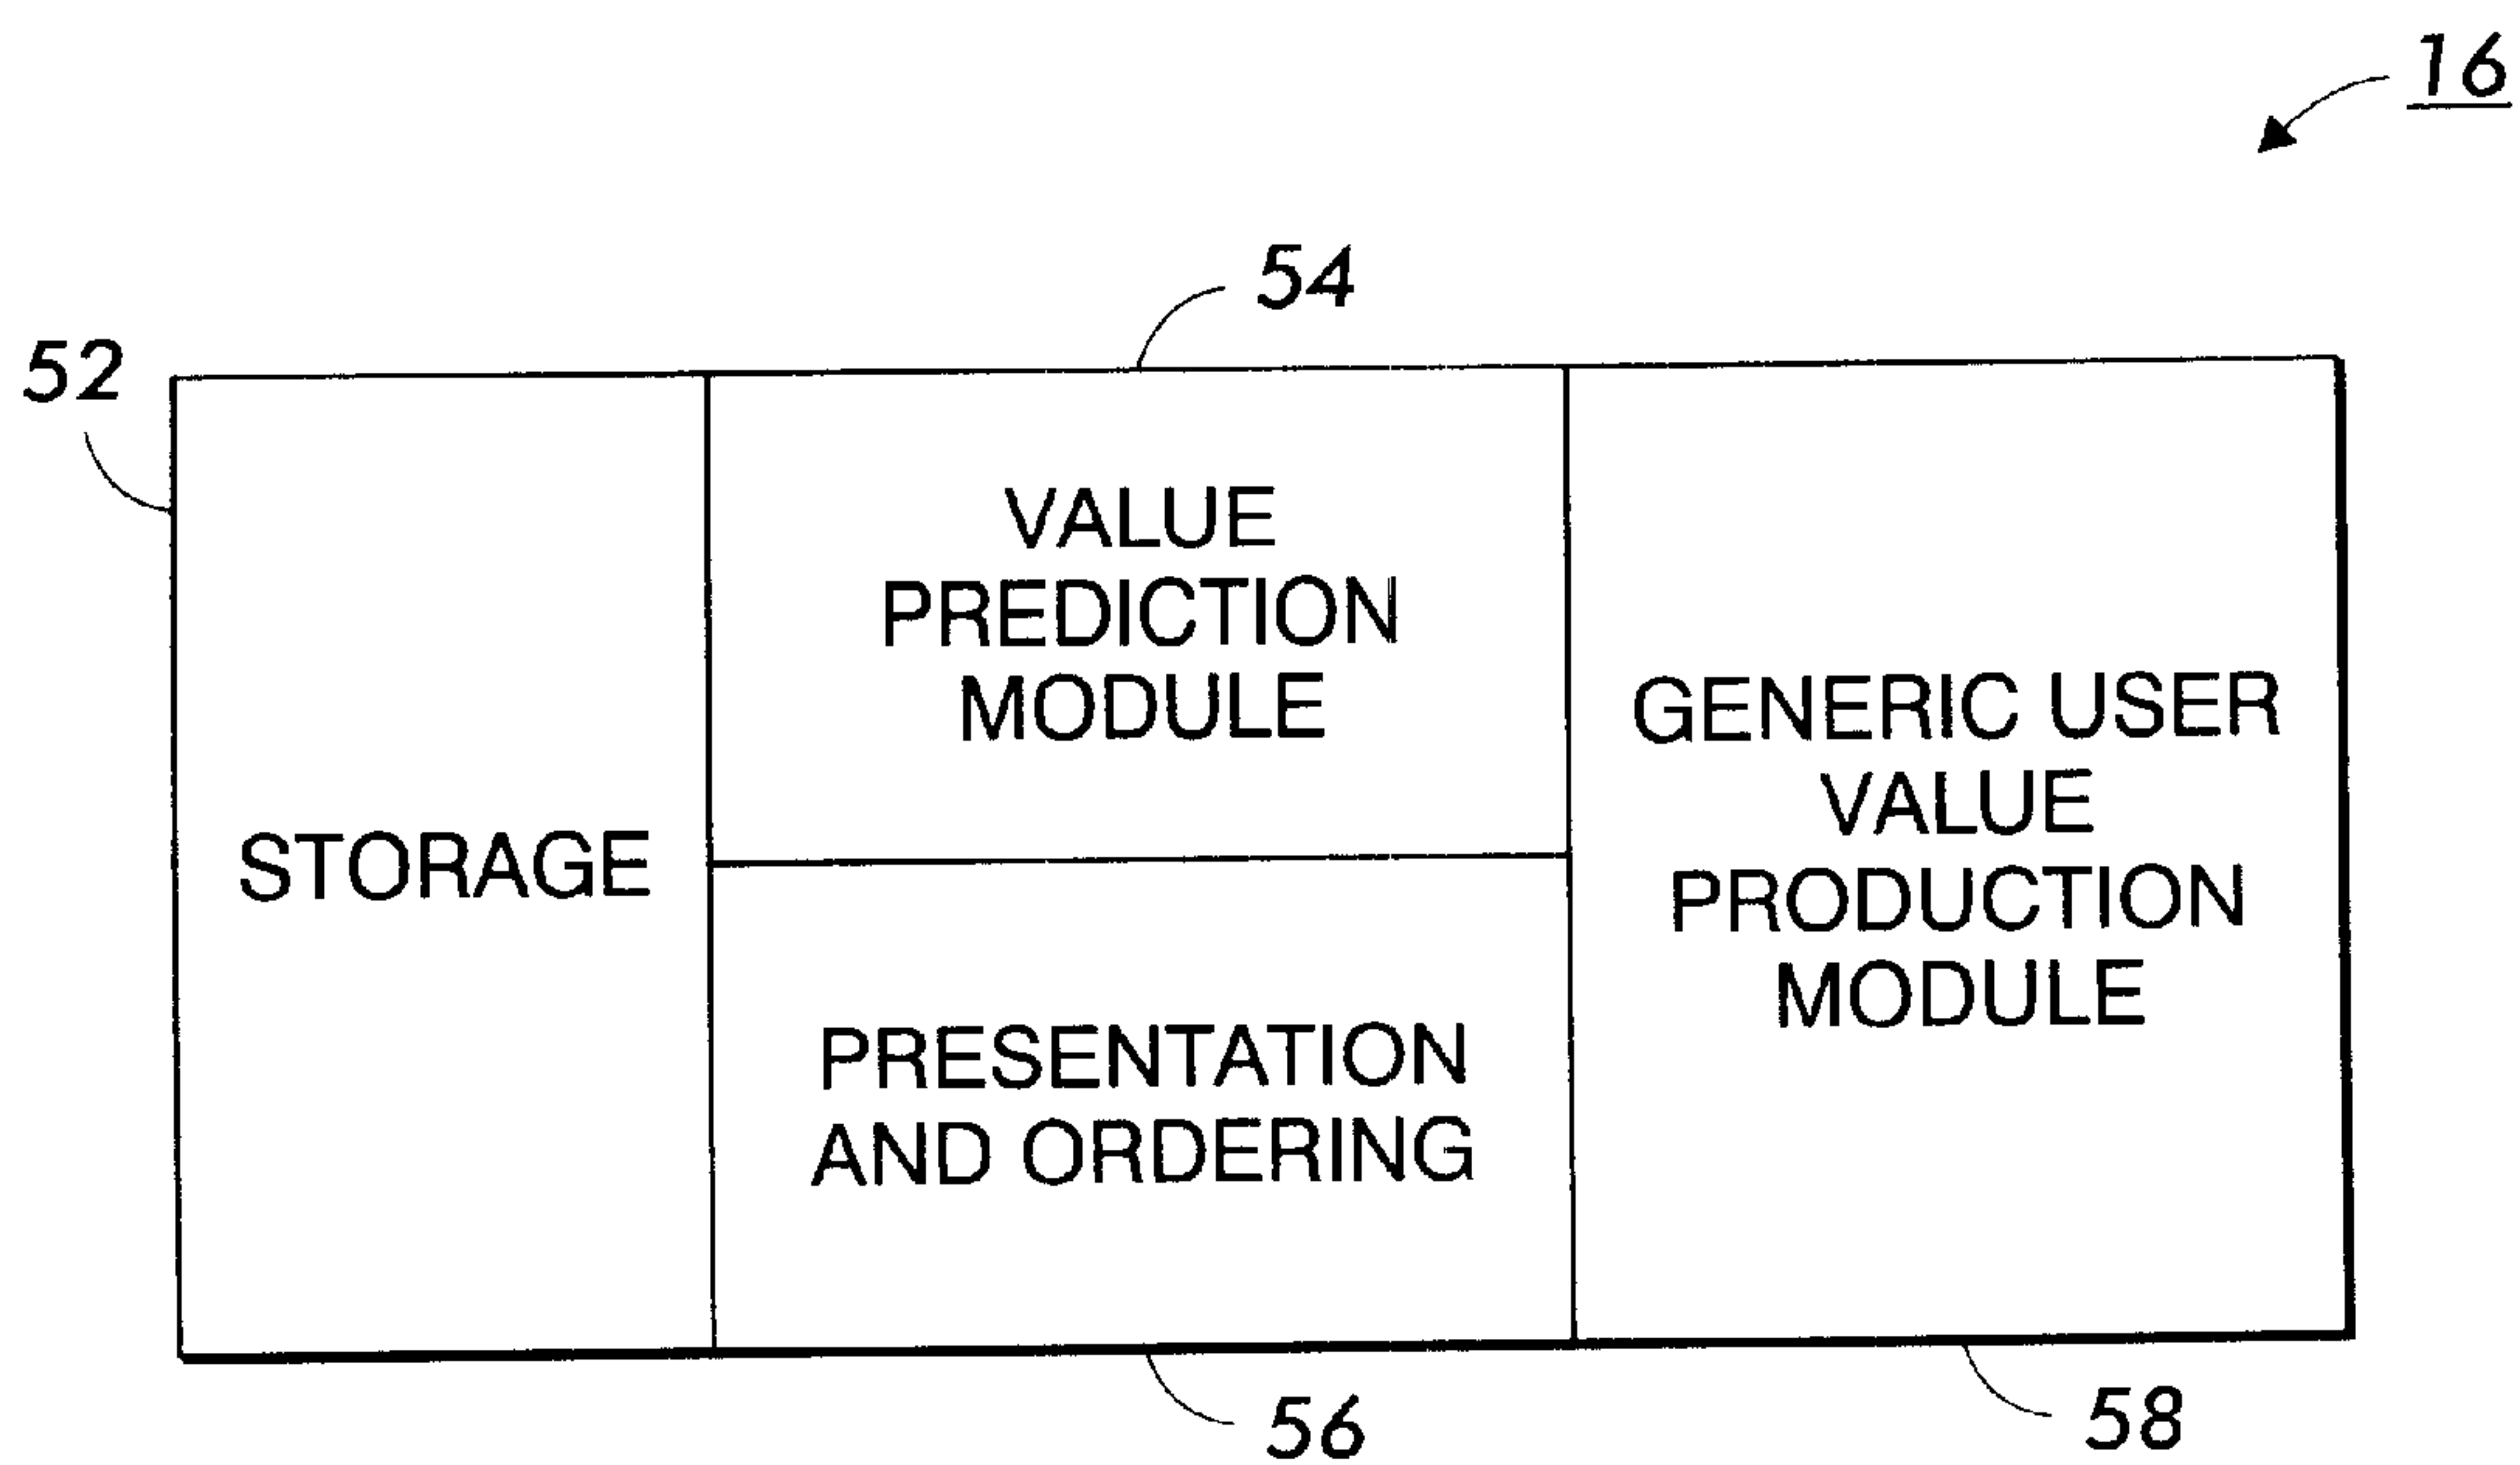 16
54
52
VALUE
PREDICTION
MODULE
STORAGE
GENERIC USER
VALUE
PRODUCTION
MODULE
PRESENTATION
AND ORDERING
56
58